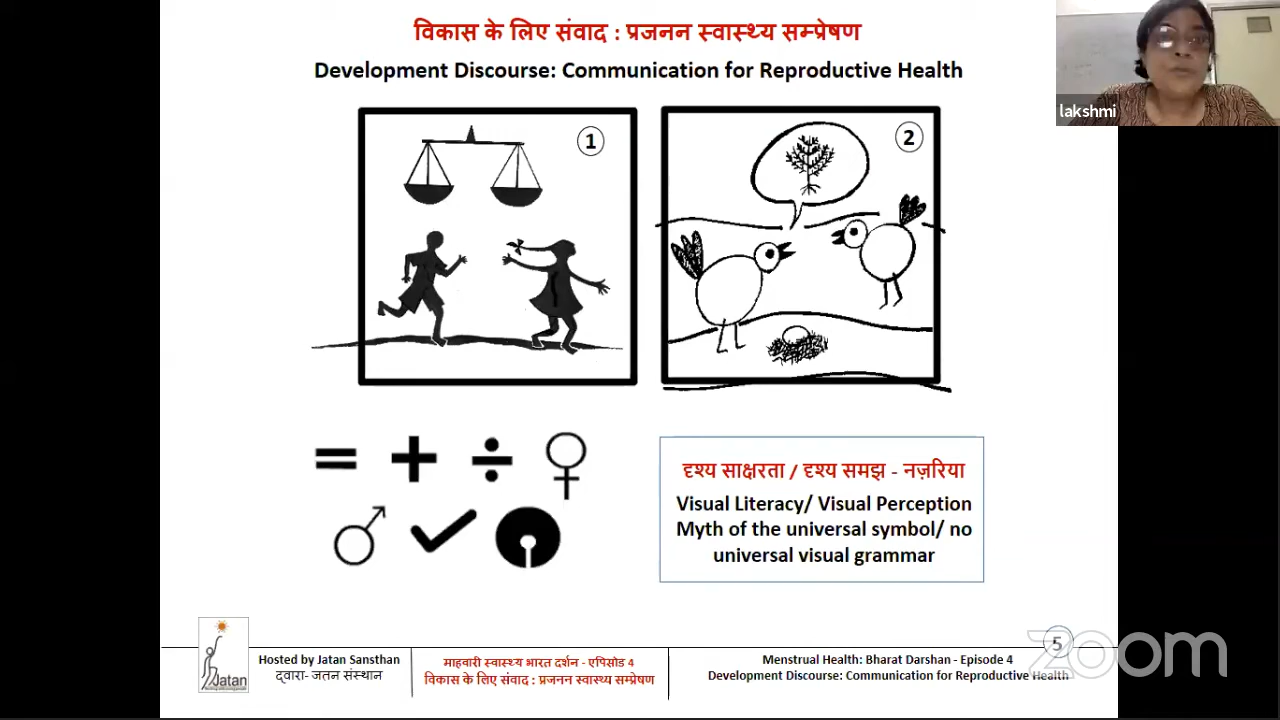 विकास के लिए संवाद : प्रजनन स्वास्थ्य सम्प्रेषण
Development Discourse: Communication for Reproductive Health
lakshmi
1
2
= + ÷ ♀
♂ ✓
दृश्य साक्षरता / दृश्य समझ - नज़रिया
Visual Literacy/ Visual Perception
Myth of the universal symbol/ no
universal visual grammar
Jatan
Hosted by Jatan Sansthan
द्वारा- जतन संस्थान
माहवारी स्वास्थ्य भारत दर्शन - एपिसोड 4
विकास के लिए संवाद : प्रजनन स्वास्थ्य सम्प्रेषण
5
Menstrual Health: Bharat Darshan - Episode 4
Development Discourse: Communication for Reproductive Health
zoom